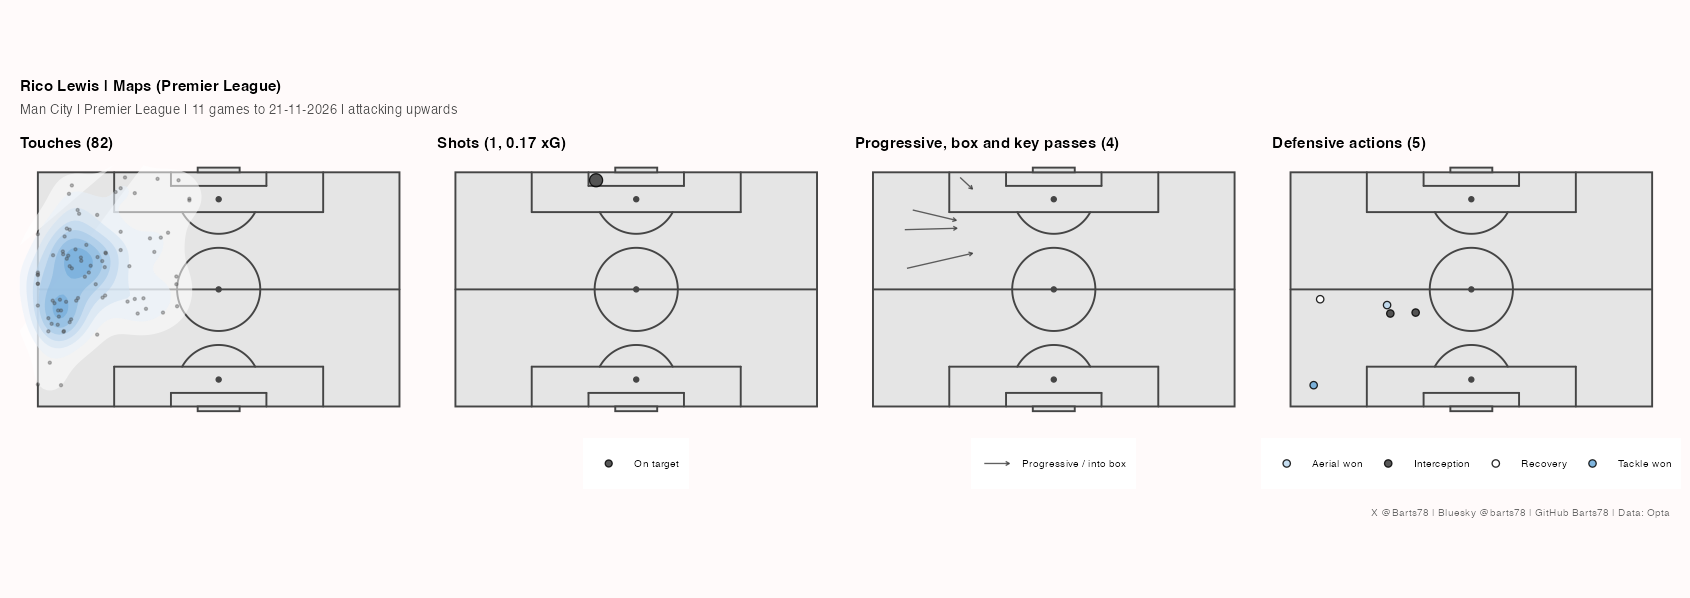 Rico Lewis | Maps (Premier League)
Man City | Premier League | 11 games to 21-11-2026 | attacking upwards
Touches (82)
Shots (1, 0.17 xG)
Progressive, box and key passes (4)
Defensive actions (5)
On target
Progressive / into box
Aerial won
Interception
Recovery
Tackle won
X @Barts78 | Bluesky @barts78 | GitHub Barts78 | Data: Opta